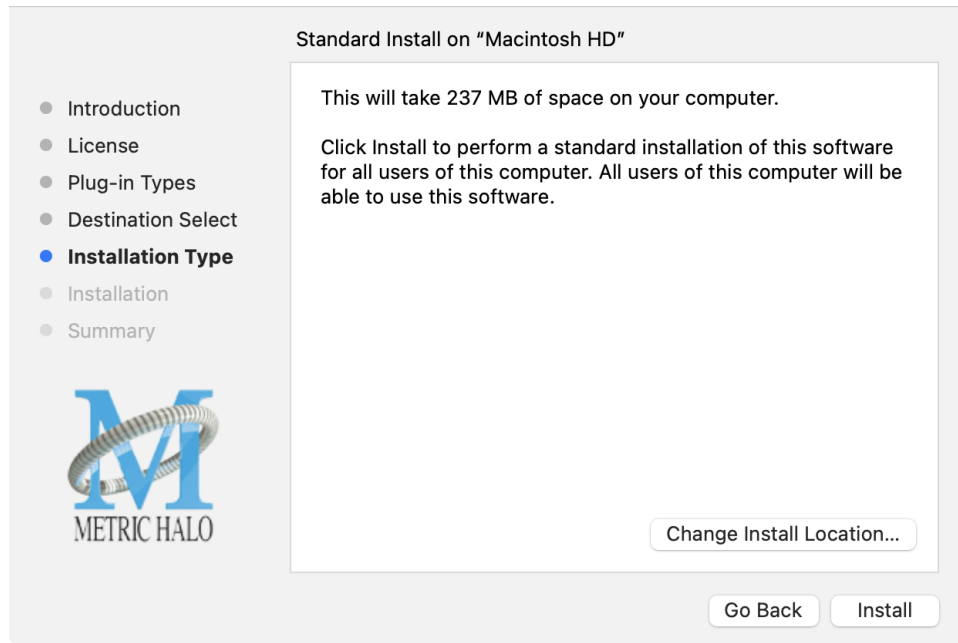 Standard Install on “Macintosh HD”
Introduction
License
Plug-in Types
Destination Select
Installation Type
Installation
Summary
METRIC HALO
This will take 237 MB of space on your computer.
Click Install to perform a standard installation of this software
for all users of this computer. All users of this computer will be
able to use this software.
Change Install Location...
Go Back
Install